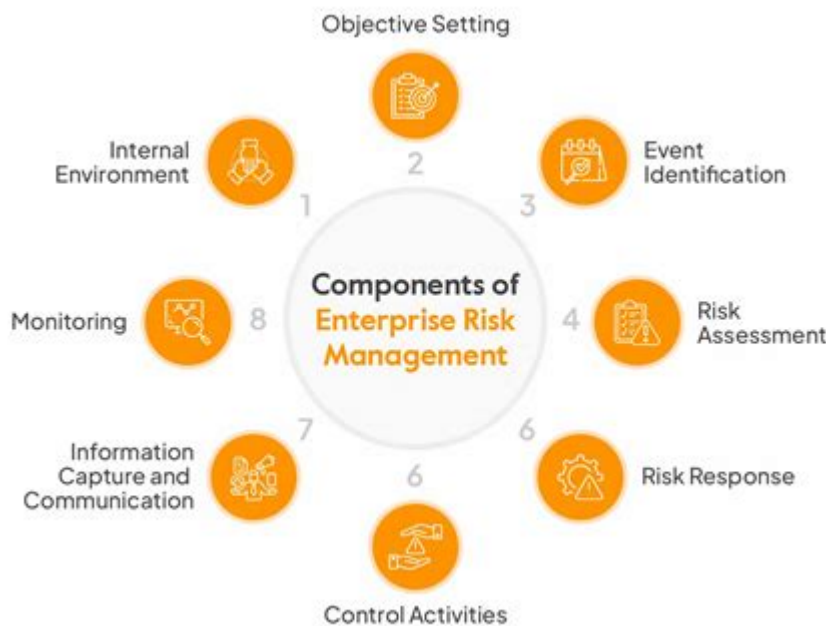 Objective Setting
2
Internal
Environment
1
Event
Identification
3
Components of
Enterprise Risk
Management
Monitoring
8
4
Risk
Assessment
7
6
Information
Capture and
Communication
6
Risk Response
Control Activities